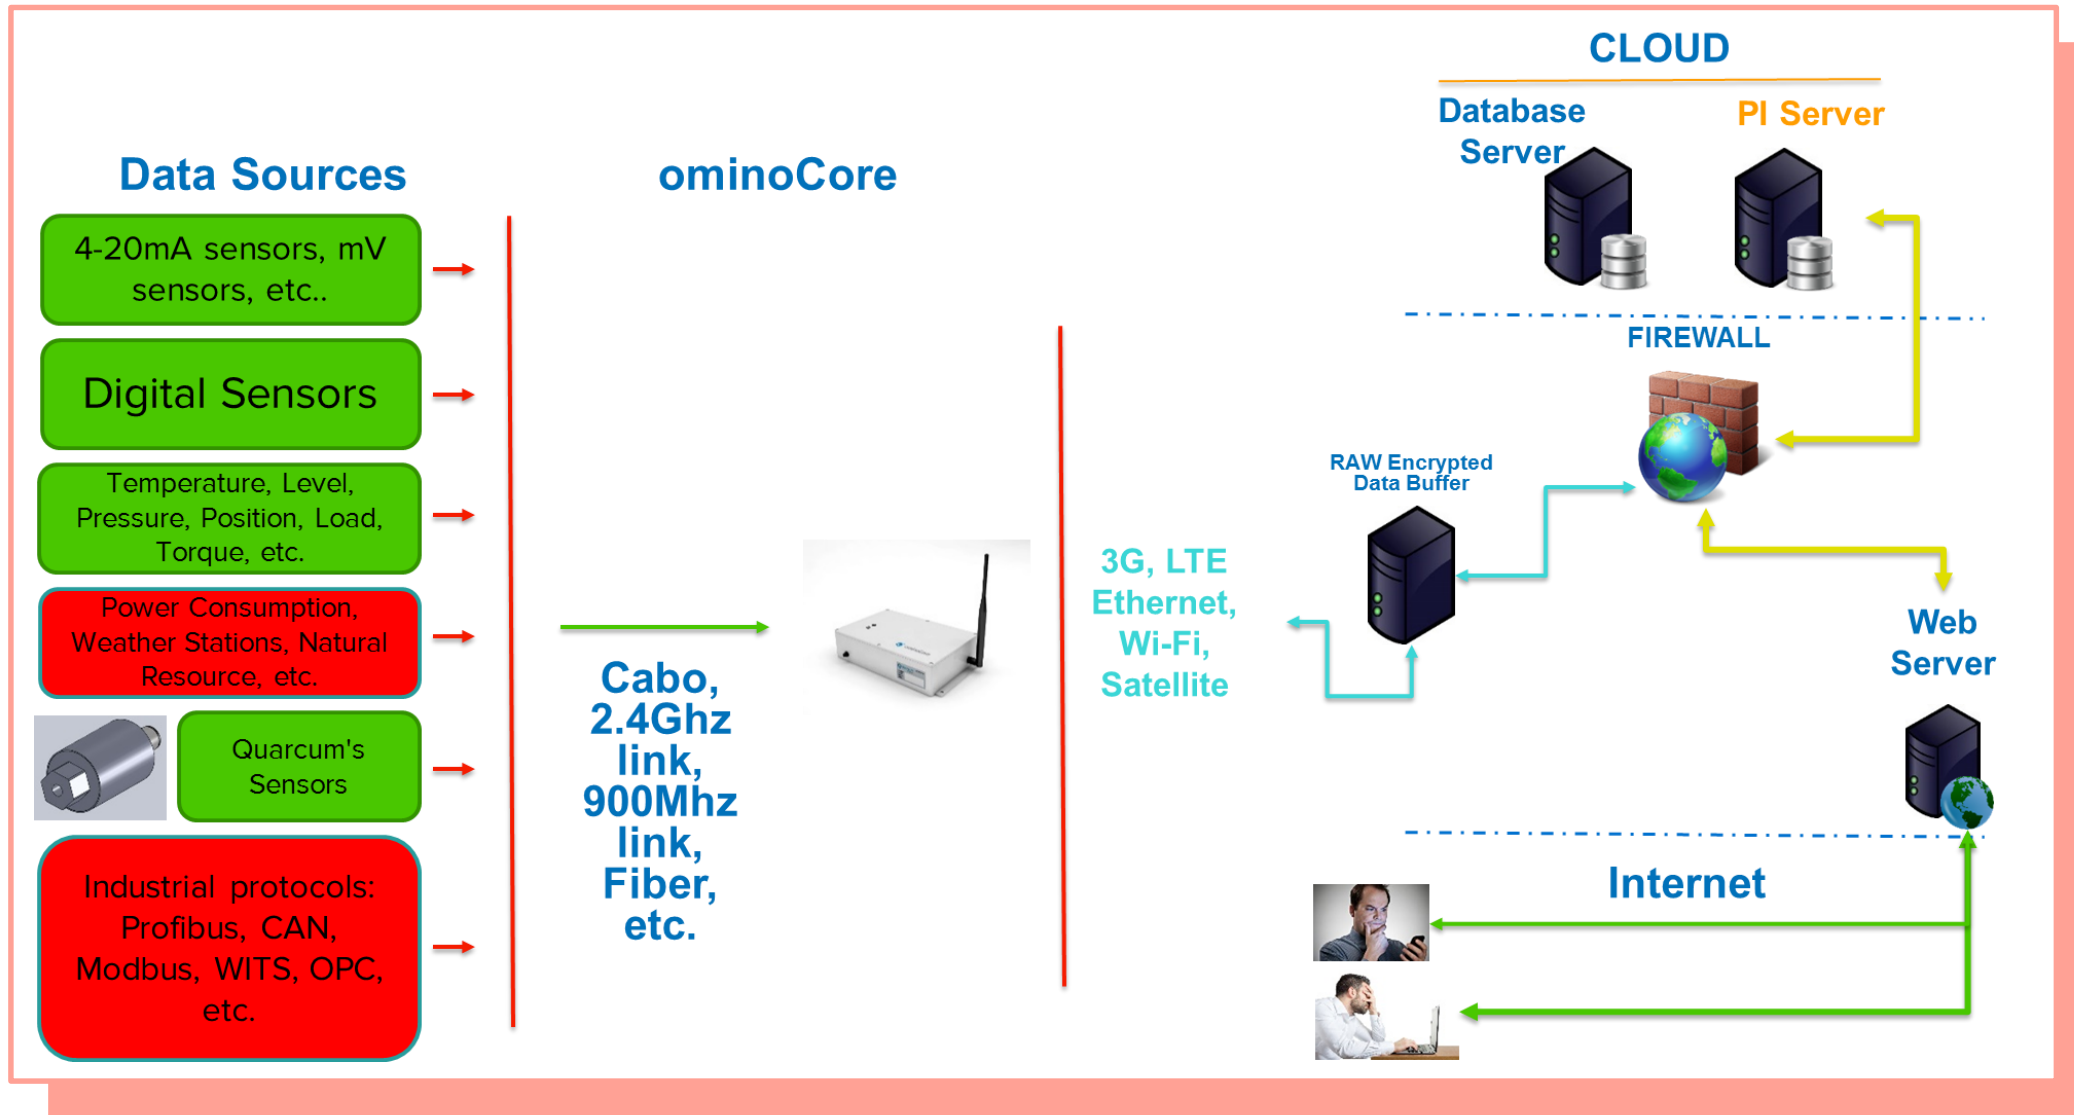 CLOUD
Database
Server
PI Server
Data Sources
ominoCore
4-20mA sensors, mV
sensors, etc..
Digital Sensors
Temperature, Level,
Pressure, Position, Load,
Torque, etc.
Power Consumption,
Weather Stations, Natural
Resource, etc.
Quarcum's
Sensors
Industrial protocols:
Profibus, CAN,
Modbus, WITS, OPC,
etc.
Cabo,
2.4Ghz
link,
900Mhz
link,
Fiber,
etc.
3G, LTE
Ethernet,
Wi-Fi,
Satellite
RAW Encrypted
Data Buffer
FIREWALL
Web
Server
Internet